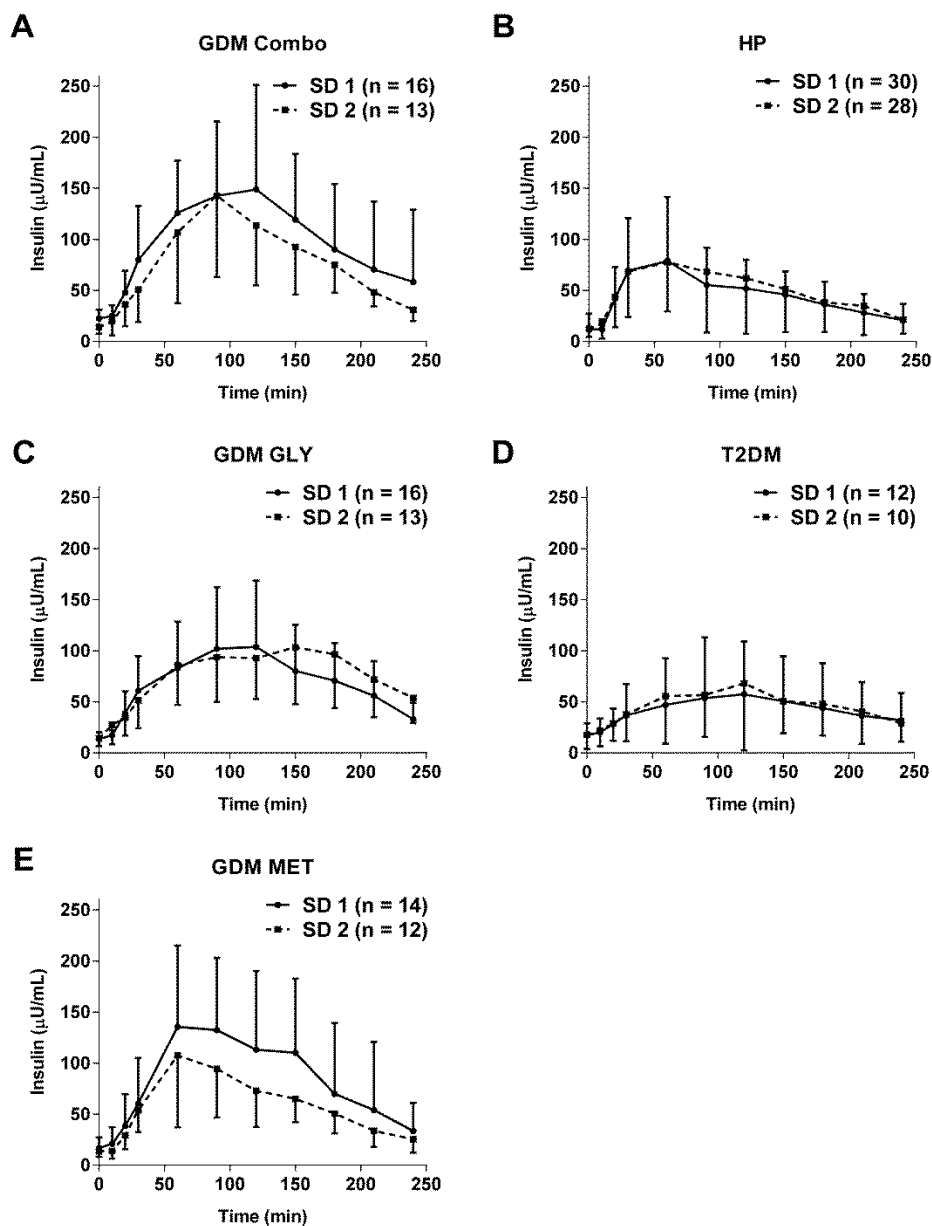 A
GDM Combo
SD 1 (n = 16)
SD 2 (n = 13)
Insulin (µU/mL)
250
200
150
100
50
0
0 50 100 150 200 250
Time (min)
B
HP
SD 1 (n = 30)
SD 2 (n = 28)
Insulin (µU/mL)
250
200
150
100
50
0
0 50 100 150 200 250
Time (min)
C
GDM GLY
SD 1 (n = 16)
SD 2 (n = 13)
Insulin (µU/mL)
250
200
150
100
50
0
0 50 100 150 200 250
Time (min)
D
T2DM
SD 1 (n = 12)
SD 2 (n = 10)
Insulin (µU/mL)
250
200
150
100
50
0
0 50 100 150 200 250
Time (min)
E
GDM MET
SD 1 (n = 14)
SD 2 (n = 12)
Insulin (µU/mL)
250
200
150
100
50
0
0 50 100 150 200 250
Time (min)